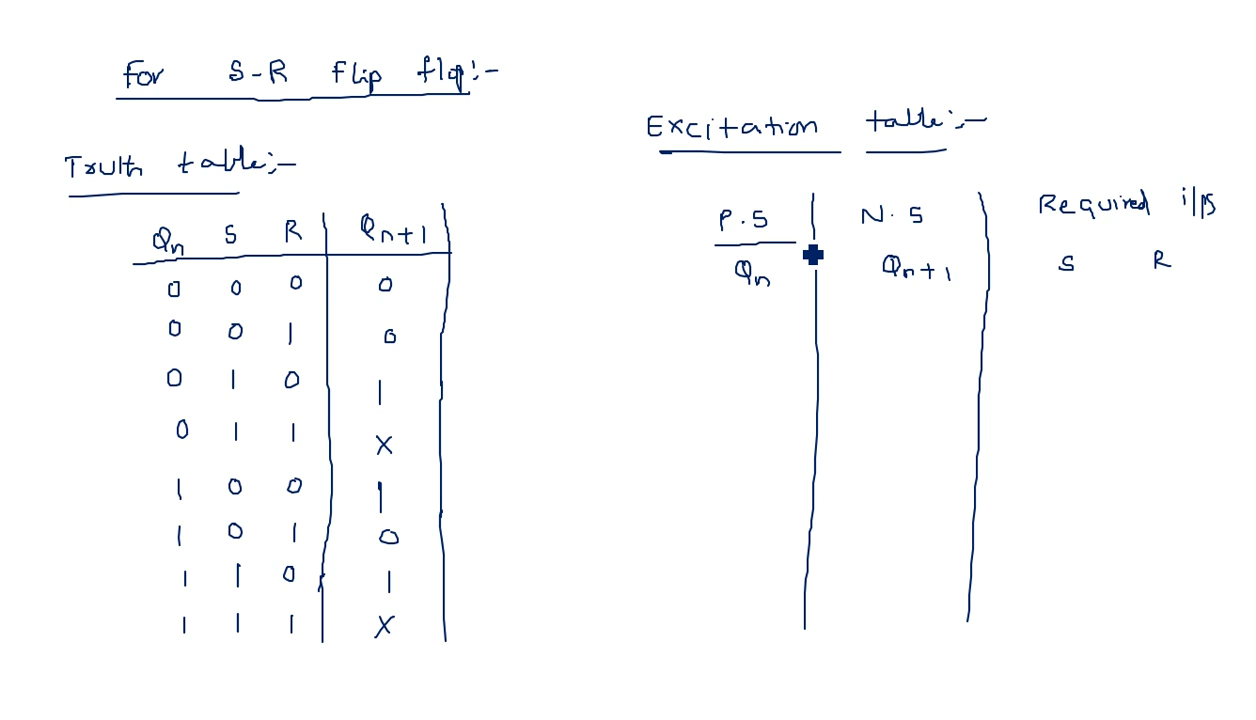 For S-R Flip flop:-
Truth table:-
Qn S R Qn+1
0 0 0 0
0 0 1 0
0 1 0 1
0 1 1 X
1 0 0 1
1 0 1 0
1 1 0 1
1 1 1 X
Excitation table:-
P.S N.S Required i/ps
Qn Qn+1 S R